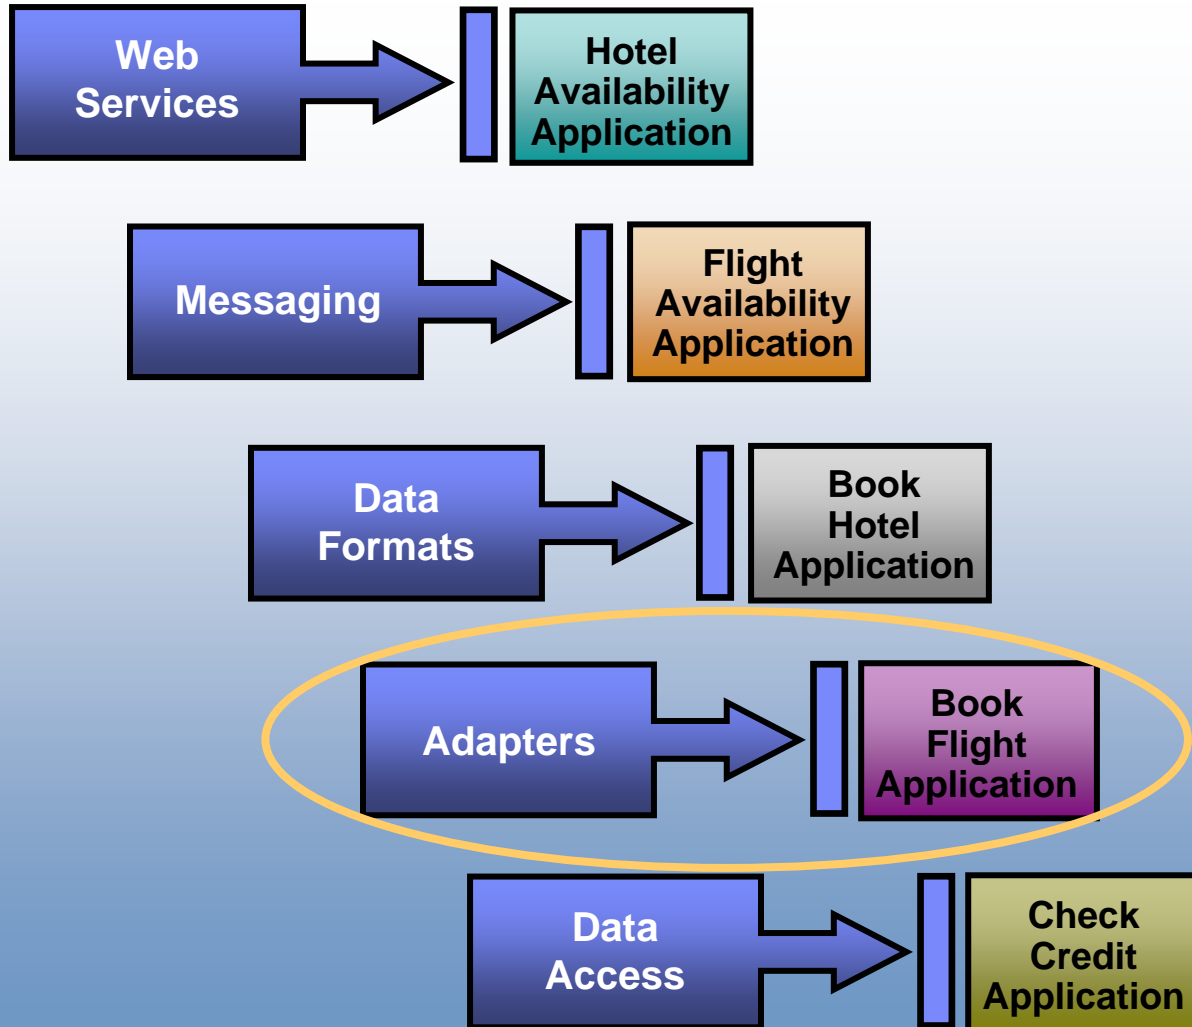 Web
Services
Hotel
Availability
Application
Messaging
Flight
Availability
Application
Data
Formats
Book
Hotel
Application
Adapters
Book
Flight
Application
Data
Access
Check
Credit
Application